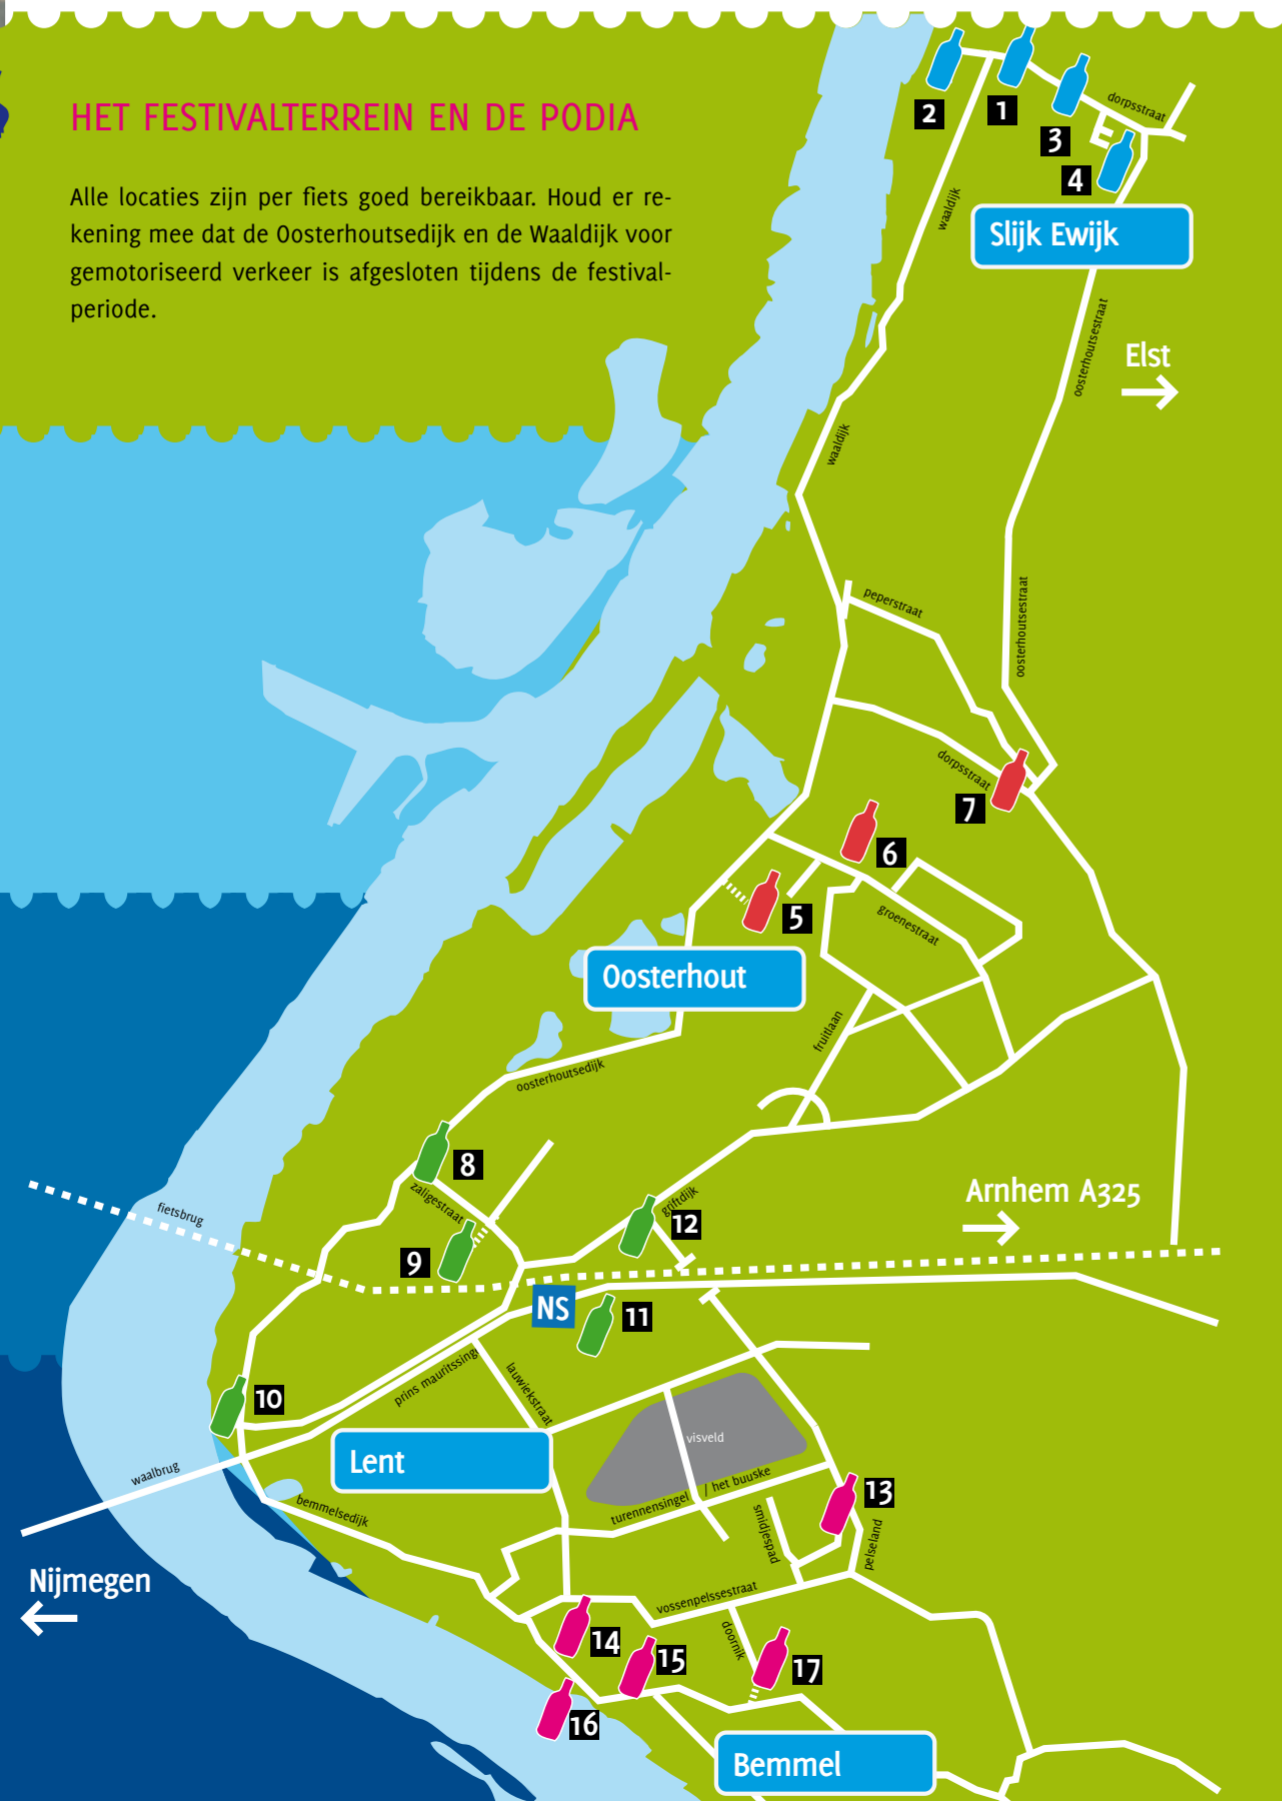 HET FESTIVALTERREIN EN DE PODIA
Alle locaties zijn per fiets goed bereikbaar. Houd er re-
kening mee dat de Oosterhoutsedijk en de Waaldijk voor
gemotoriseerd verkeer is afgesloten tijdens de festival-
periode.
2
1
3
4
dorpsstraat
waaldijk
Slijk Ewijk
oosterhoutsestraat
Elst
waaldijk
peperstraat
oosterhoutsestraat
dorpsstraat
7
6
5
groenestraat
Oosterhout
fruitlaan
oosterhoutsedijk
8
zaligestraat
9
fietsbrug
griftdijk
12
Arnhem A325
NS
11
10
prins mauritssingel
lauwiekstraat
visveld
Lent
waalbrug
bemmelsedijk
turennensingel / het buuske
13
smidjespad
pelseland
Nijmegen
vossenpelssestraat
doornik
14
15
17
16
Bemmel